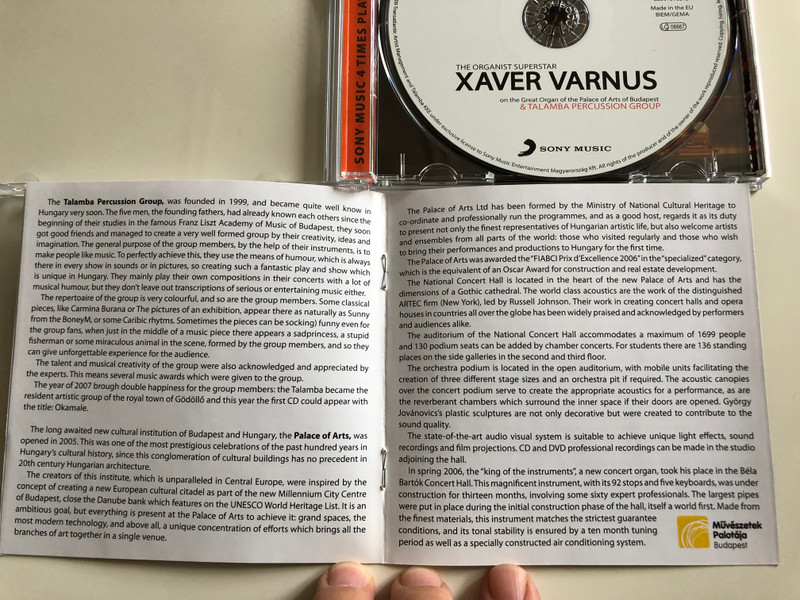 SONY MUSIC 4 TIMES PLA
Made in the EU
BIEM/GEMA
LC 06667
THE ORGANIST SUPERSTAR
XAVER VARNUS
on the Great Organ of the Palace of Arts of Budapest
& TALAMBA PERCUSSION GROUP
SONY MUSIC
under exclusive license to Sony Music Entertainment Magyarország Kft. All rights of the producer and of the owner of the work reproduced reserved. Copying, hiring,
The Talamba Percussion Group, was founded in 1999, and became quite well know in
Hungary very soon. The five men, the founding fathers, had already known each others since the
beginning of their studies in the famous Franz Liszt Academy of Music of Budapest, they soon
got good friends and managed to create a very well formed group by their creativity, ideas and
imagination. The general purpose of the group members, by the help of their instruments, is to
make people like music. To perfectly achieve this, they use the means of humour, which is always
there in every show in sounds or in pictures, so creating such a fantastic play and show which
is unique in Hungary. They mainly play their own compositions in their concerts with a lot of
musical humour, but they don't leave out transcriptions of serious or entertaining music either.
The repertoaire of the group is very colourful, and so are the group members. Some classical
pieces, like Carmina Burana or The pictures of an exhibition, appear there as naturally as Sunny
from the BoneyM, or some Caribic rhytms. Sometimes the pieces can be socking) funny even for
the group fans, when just in the middle of a music piece there appears a sadprincess, a stupid
fisherman or some miraculous animal in the scene, formed by the group members, and so they
can give unforgettable experience for the audience.
The talent and musical creativity of the group were also acknowledged and appreciated by
the experts. This means several music awards which were given to the group.
The year of 2007 brough double happiness for the group members: the Talamba became the
resident artistic group of the royal town of Gödöllő and this year the first CD could appear with
the title: Okamale.
The long awaited new cultural institution of Budapest and Hungary, the Palace of Arts, was
opened in 2005. This was one of the most prestigious celebrations of the past hundred years in
Hungary's cultural history, since this conglomeration of cultural buildings has no precedent in
20th century Hungarian architecture.
The creators of this institute, which is unparalleled in Central Europe, were inspired by the
concept of creating a new European cultural citadel as part of the new Millennium City Centre
of Budapest, close the Danube bank which features on the UNESCO World Heritage List. It is an
ambitious goal, but everything is present at the Palace of Arts to achieve it: grand spaces, the
most modern technology, and above all, a unique concentration of efforts which brings all the
branches of art together in a single venue.
The Palace of Arts Ltd has been formed by the Ministry of National Cultural Heritage to
co-ordinate and professionally run the programmes, and as a good host, regards it as its duty
to present not only the finest representatives of Hungarian artistic life, but also welcome artists
and ensembles from all parts of the world: those who visited regularly and those who wish
to bring their performances and productions to Hungary for the first time.
The Palace of Arts was awarded the "FIABCI Prix d'Excellence 2006" in the "specialized" category,
which is the equivalent of an Oscar Award for construction and real estate development.
The National Concert Hall is located in the heart of the new Palace of Arts and has the
dimensions of a Gothic cathedral. The world class acoustics are the work of the distinguished
ARTEC firm (New York), led by Russell Johnson. Their work in creating concert halls and opera
houses in countries all over the globe has been widely praised and acknowledged by performers
and audiences alike.
The auditorium of the National Concert Hall accommodates a maximum of 1699 people
and 130 podium seats can be added by chamber concerts. For students there are 136 standing
places on the side galleries in the second and third floor.
The orchestra podium is located in the open auditorium, with mobile units facilitating the
creation of three different stage sizes and an orchestra pit if required. The acoustic canopies
over the concert podium serve to create the appropriate acoustics for a performance, as are
the reverberant chambers which surround the inner space if their doors are opened. György
Jovánovics's plastic sculptures are not only decorative but were created to contribute to the
sound quality.
The state-of-the-art audio visual system is suitable to achieve unique light effects, sound
recordings and film projections. CD and DVD professional recordings can be made in the studio
adjoining the hall.
In spring 2006, the "king of the instruments", a new concert organ, took his place in the Béla
Bartók Concert Hall. This magnificent instrument, with its 92 stops and five keyboards, was under
construction for thirteen months, involving some sixty expert professionals. The largest pipes
were put in place during the initial construction phase of the hall, itself a world first. Made from
the finest materials, this instrument matches the strictest guarantee
conditions, and its tonal stability is ensured by a ten month tuning
period as well as a specially constructed air conditioning system.
Művészetek
Palotája
Budapest